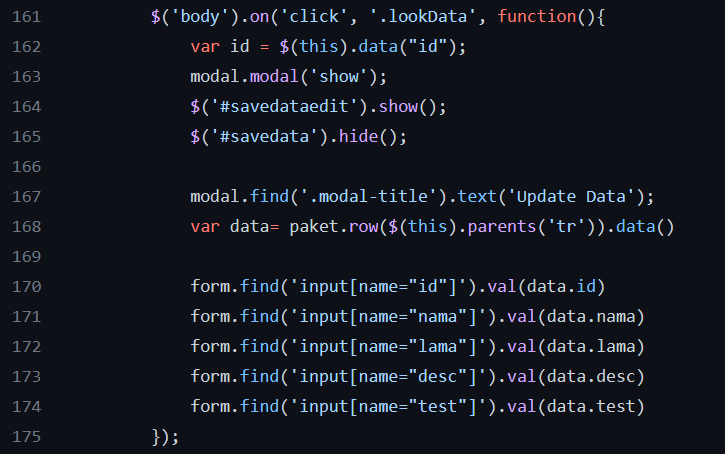 161 $('body').on('click', '.lookData', function(){
162 var id = $(this).data("id");
163 modal.modal('show');
164 $('#savedataedit').show();
165 $('#savedata').hide();
166
167 modal.find('.modal-title').text('Update Data');
168 var data= paket.row($(this).parents('tr')).data()
169
170 form.find('input[name="id"]').val(data.id)
171 form.find('input[name="nama"]').val(data.nama)
172 form.find('input[name="lama"]').val(data.lama)
173 form.find('input[name="desc"]').val(data.desc)
174 form.find('input[name="test"]').val(data.test)
175 });